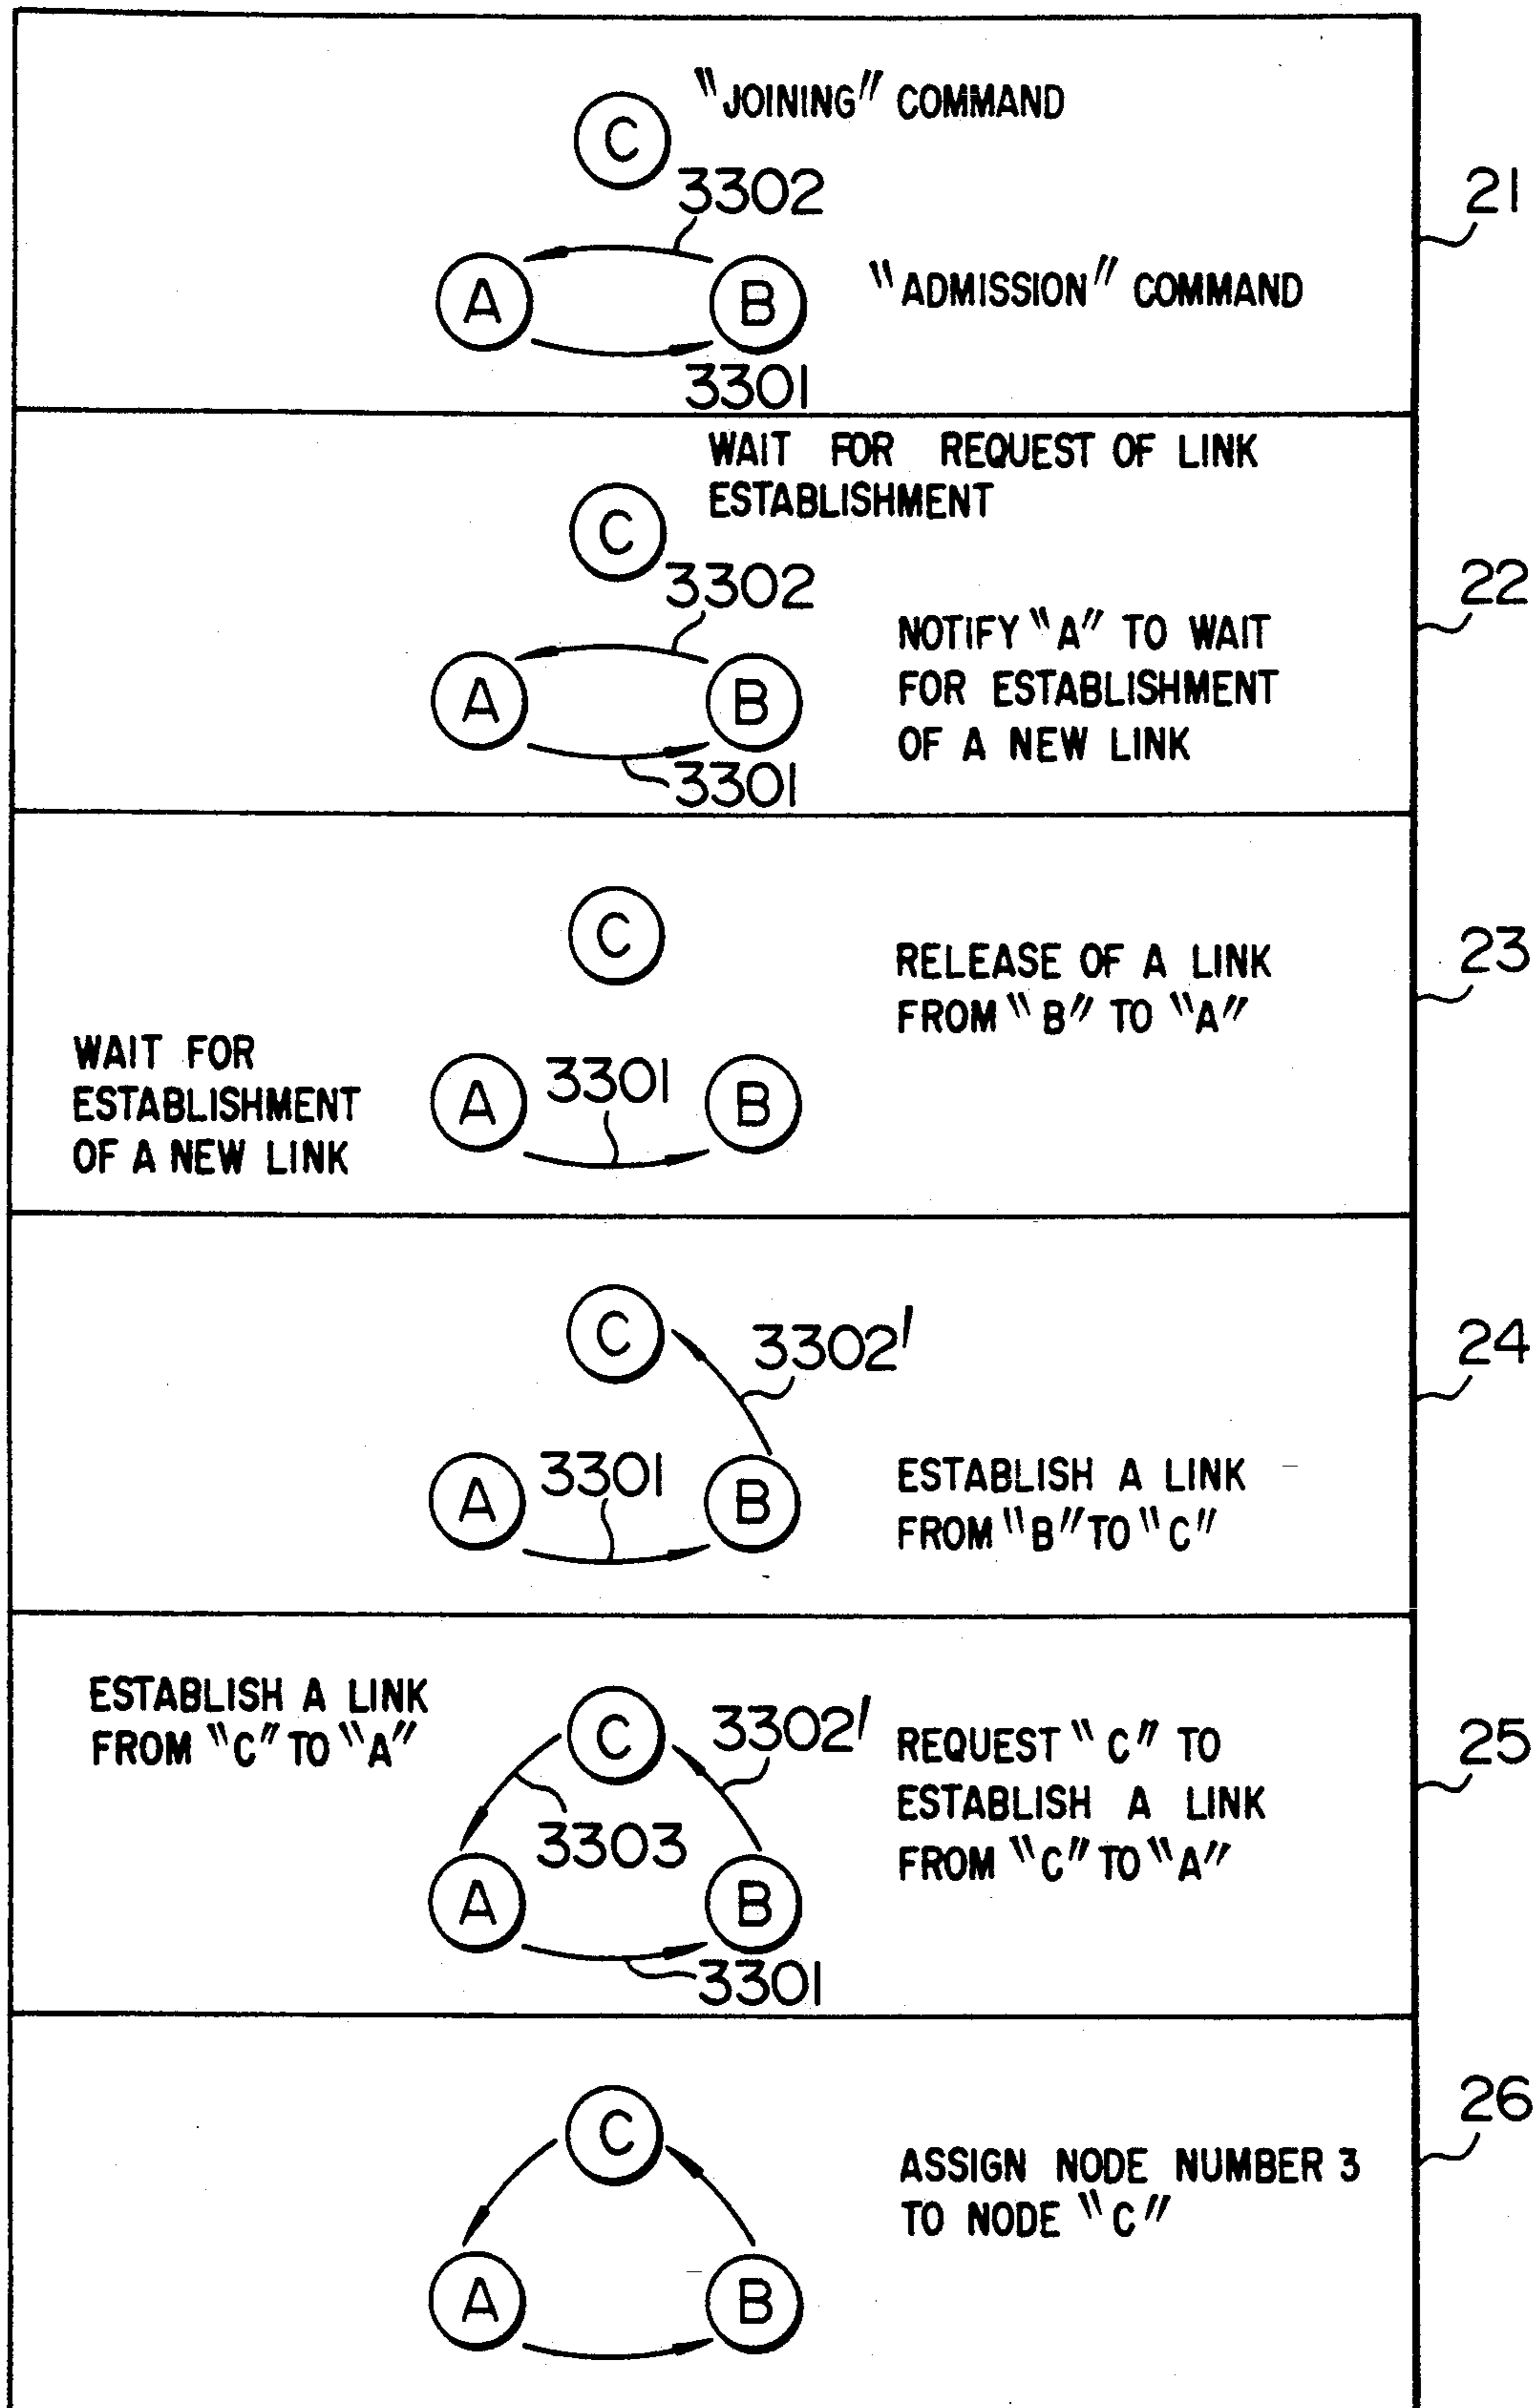 "JOINING" COMMAND
C
3302
21
A
B
"ADMISSION" COMMAND
3301
WAIT FOR REQUEST OF LINK
ESTABLISHMENT
C
3302
22
NOTIFY "A" TO WAIT
FOR ESTABLISHMENT
OF A NEW LINK
A
B
3301
C
23
RELEASE OF A LINK
FROM "B" TO "A"
WAIT FOR
ESTABLISHMENT
OF A NEW LINK
A
3301
B
C
3302'
24
A
3301
B
ESTABLISH A LINK
FROM "B" TO "C"
ESTABLISH A LINK
FROM "C" TO "A"
C
3302'
25
REQUEST "C" TO
ESTABLISH A LINK
FROM "C" TO "A"
3303
A
B
3301
C
26
ASSIGN NODE NUMBER 3
TO NODE "C"
A
B